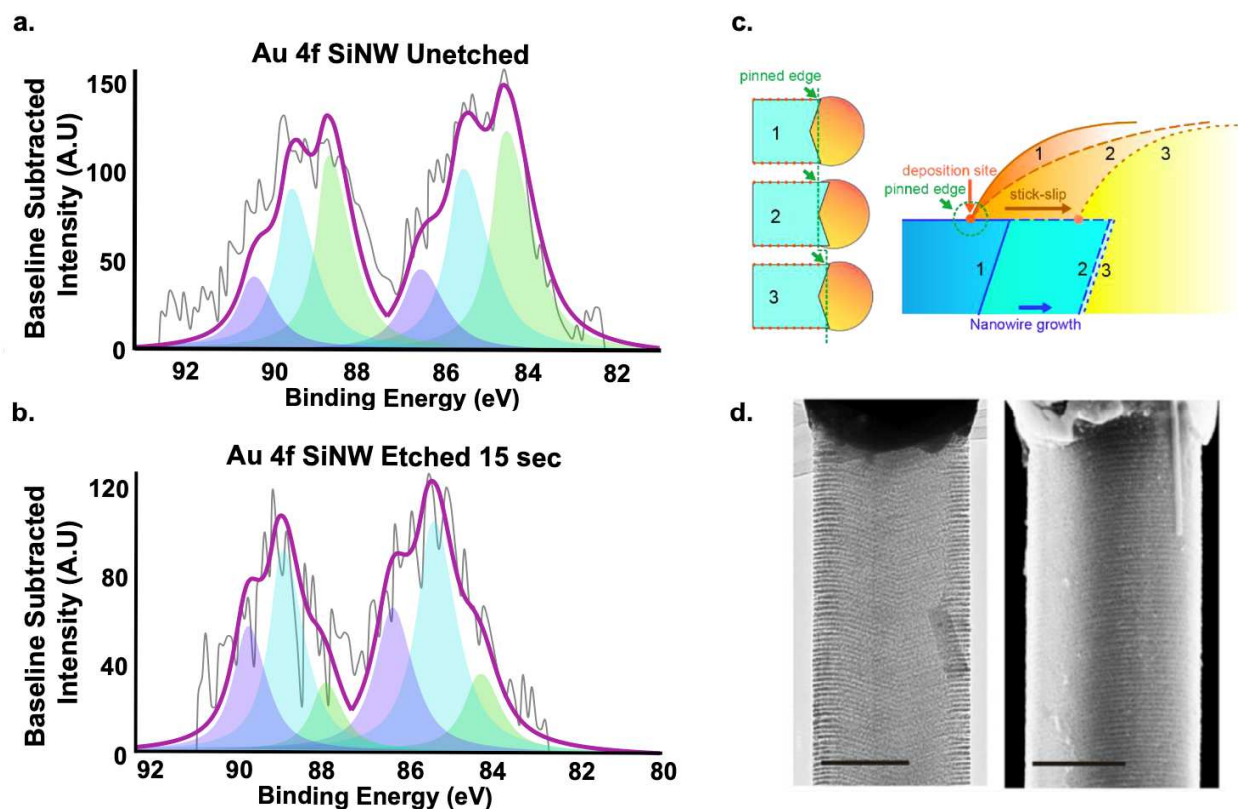 a.
Au 4f SiNW Unetched
Baseline Subtracted
Intensity (A.U)
150
100
50
0
92
90
88
86
84
82
Binding Energy (eV)
b.
Au 4f SiNW Etched 15 sec
Baseline Subtracted
Intensity (A.U)
120
80
40
0
92
90
88
86
84
82
80
Binding Energy (eV)
c.
pinned edge
1
2
3
deposition site
pinned edge
stick-slip
1
2
3
1
2
3
Nanowire growth
d.